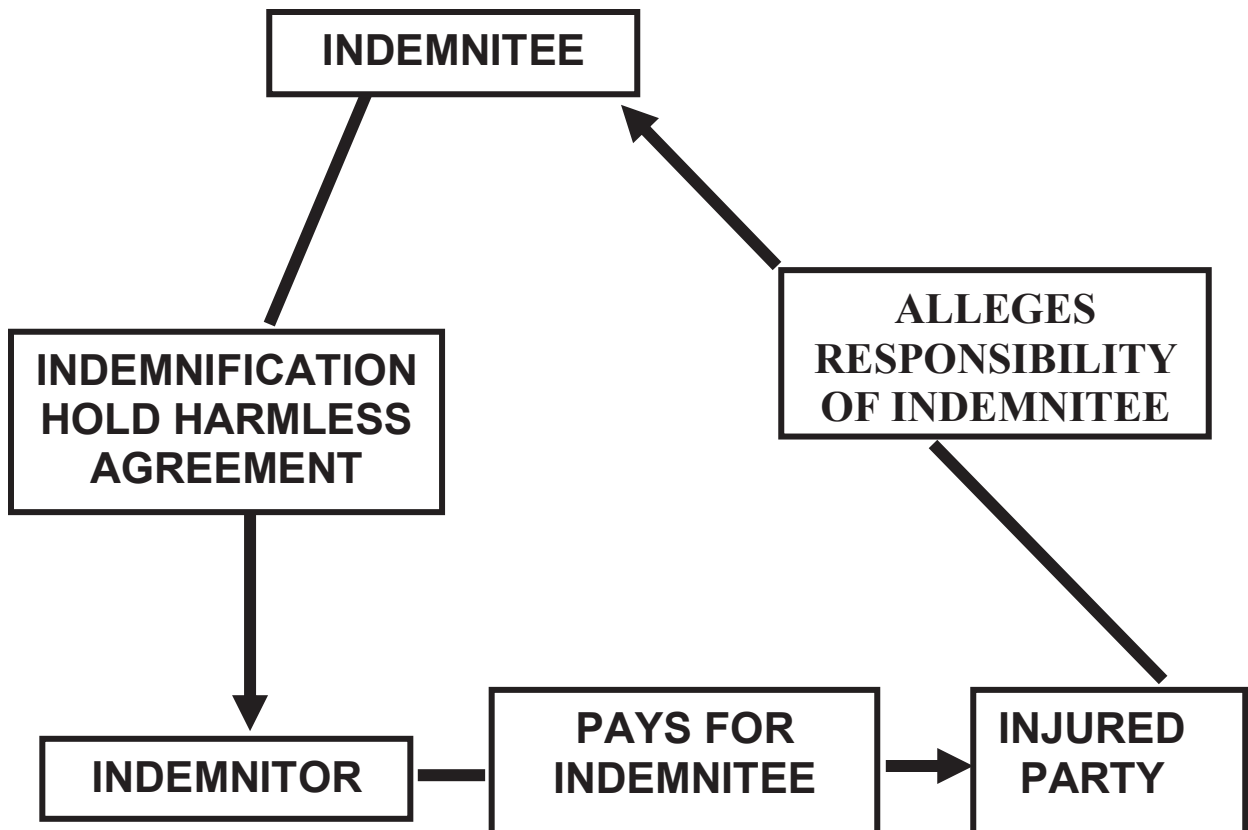 INDEMNITEE
ALLEGES
RESPONSIBILITY
OF INDEMNITEE
INDEMNIFICATION
HOLD HARMLESS
AGREEMENT
INDEMNITOR
PAYS FOR
INDEMNITEE
INJURED
PARTY